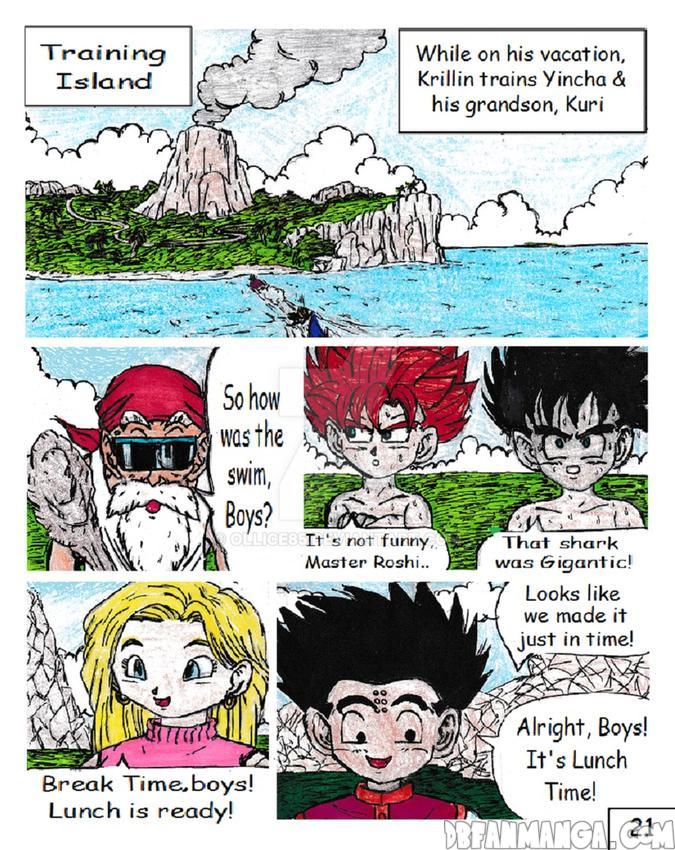 Training
Island
While on his vacation,
Krillin trains Yincha &
his grandson, Kuri
So how
was the
swim,
Boys?
It's not funny,
Master Roshi..
That shark
was Gigantic!
Break Time,boys!
Lunch is ready!
Looks like
we made it
just in time!
Alright, Boys!
It's Lunch
Time!
21
DBFANMANGA.COM